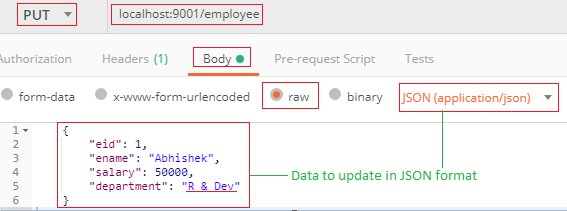 PUT localhost:9001/employee
Authorization Headers (1) Body Pre-request Script Tests
form-data x-www-form-urlencoded raw binary JSON (application/json)
1 {
2 "eid": 1,
3 "ename": "Abhishek",
4 "salary": 50000, Data to update in JSON format
5 "department": "R & Dev"
6 }